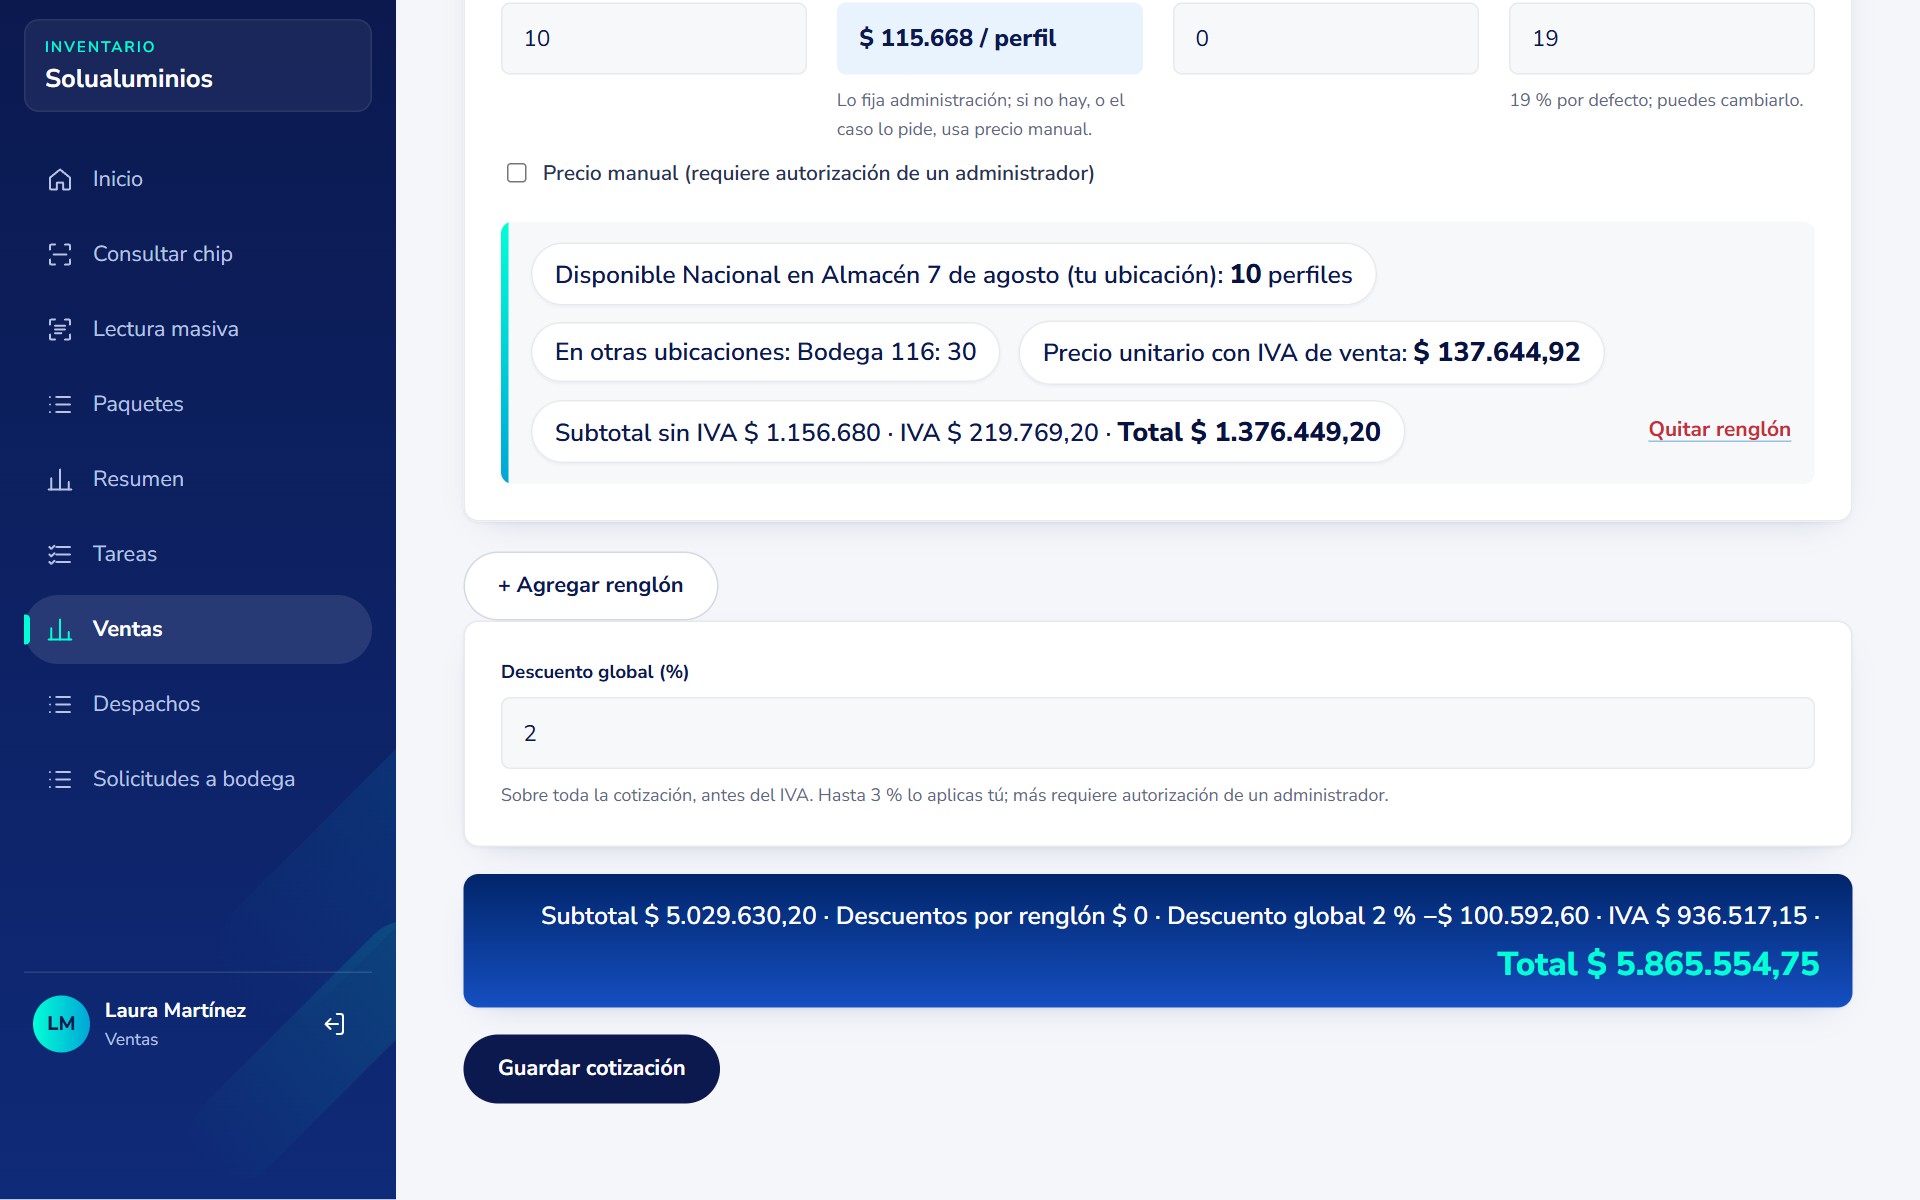 INVENTARIO
Solualuminios
Inicio
Consultar chip
Lectura masiva
Paquetes
Resumen
Tareas
Ventas
Despachos
Solicitudes a bodega
LM
Laura Martínez
Ventas
10
$ 115.668 / perfil
0
19
Lo fija administración; si no hay, o el
caso lo pide, usa precio manual.
19 % por defecto; puedes cambiarlo.
Precio manual (requiere autorización de un administrador)
Disponible Nacional en Almacén 7 de agosto (tu ubicación): 10 perfiles
En otras ubicaciones: Bodega 116: 30
Precio unitario con IVA de venta: $ 137.644,92
Subtotal sin IVA $ 1.156.680 · IVA $ 219.769,20 · Total $ 1.376.449,20
Quitar renglón
+ Agregar renglón
Descuento global (%)
2
Sobre toda la cotización, antes del IVA. Hasta 3 % lo aplicas tú; más requiere autorización de un administrador.
Subtotal $ 5.029.630,20 · Descuentos por renglón $ 0 · Descuento global 2 % −$ 100.592,60 · IVA $ 936.517,15 ·
Total $ 5.865.554,75
Guardar cotización